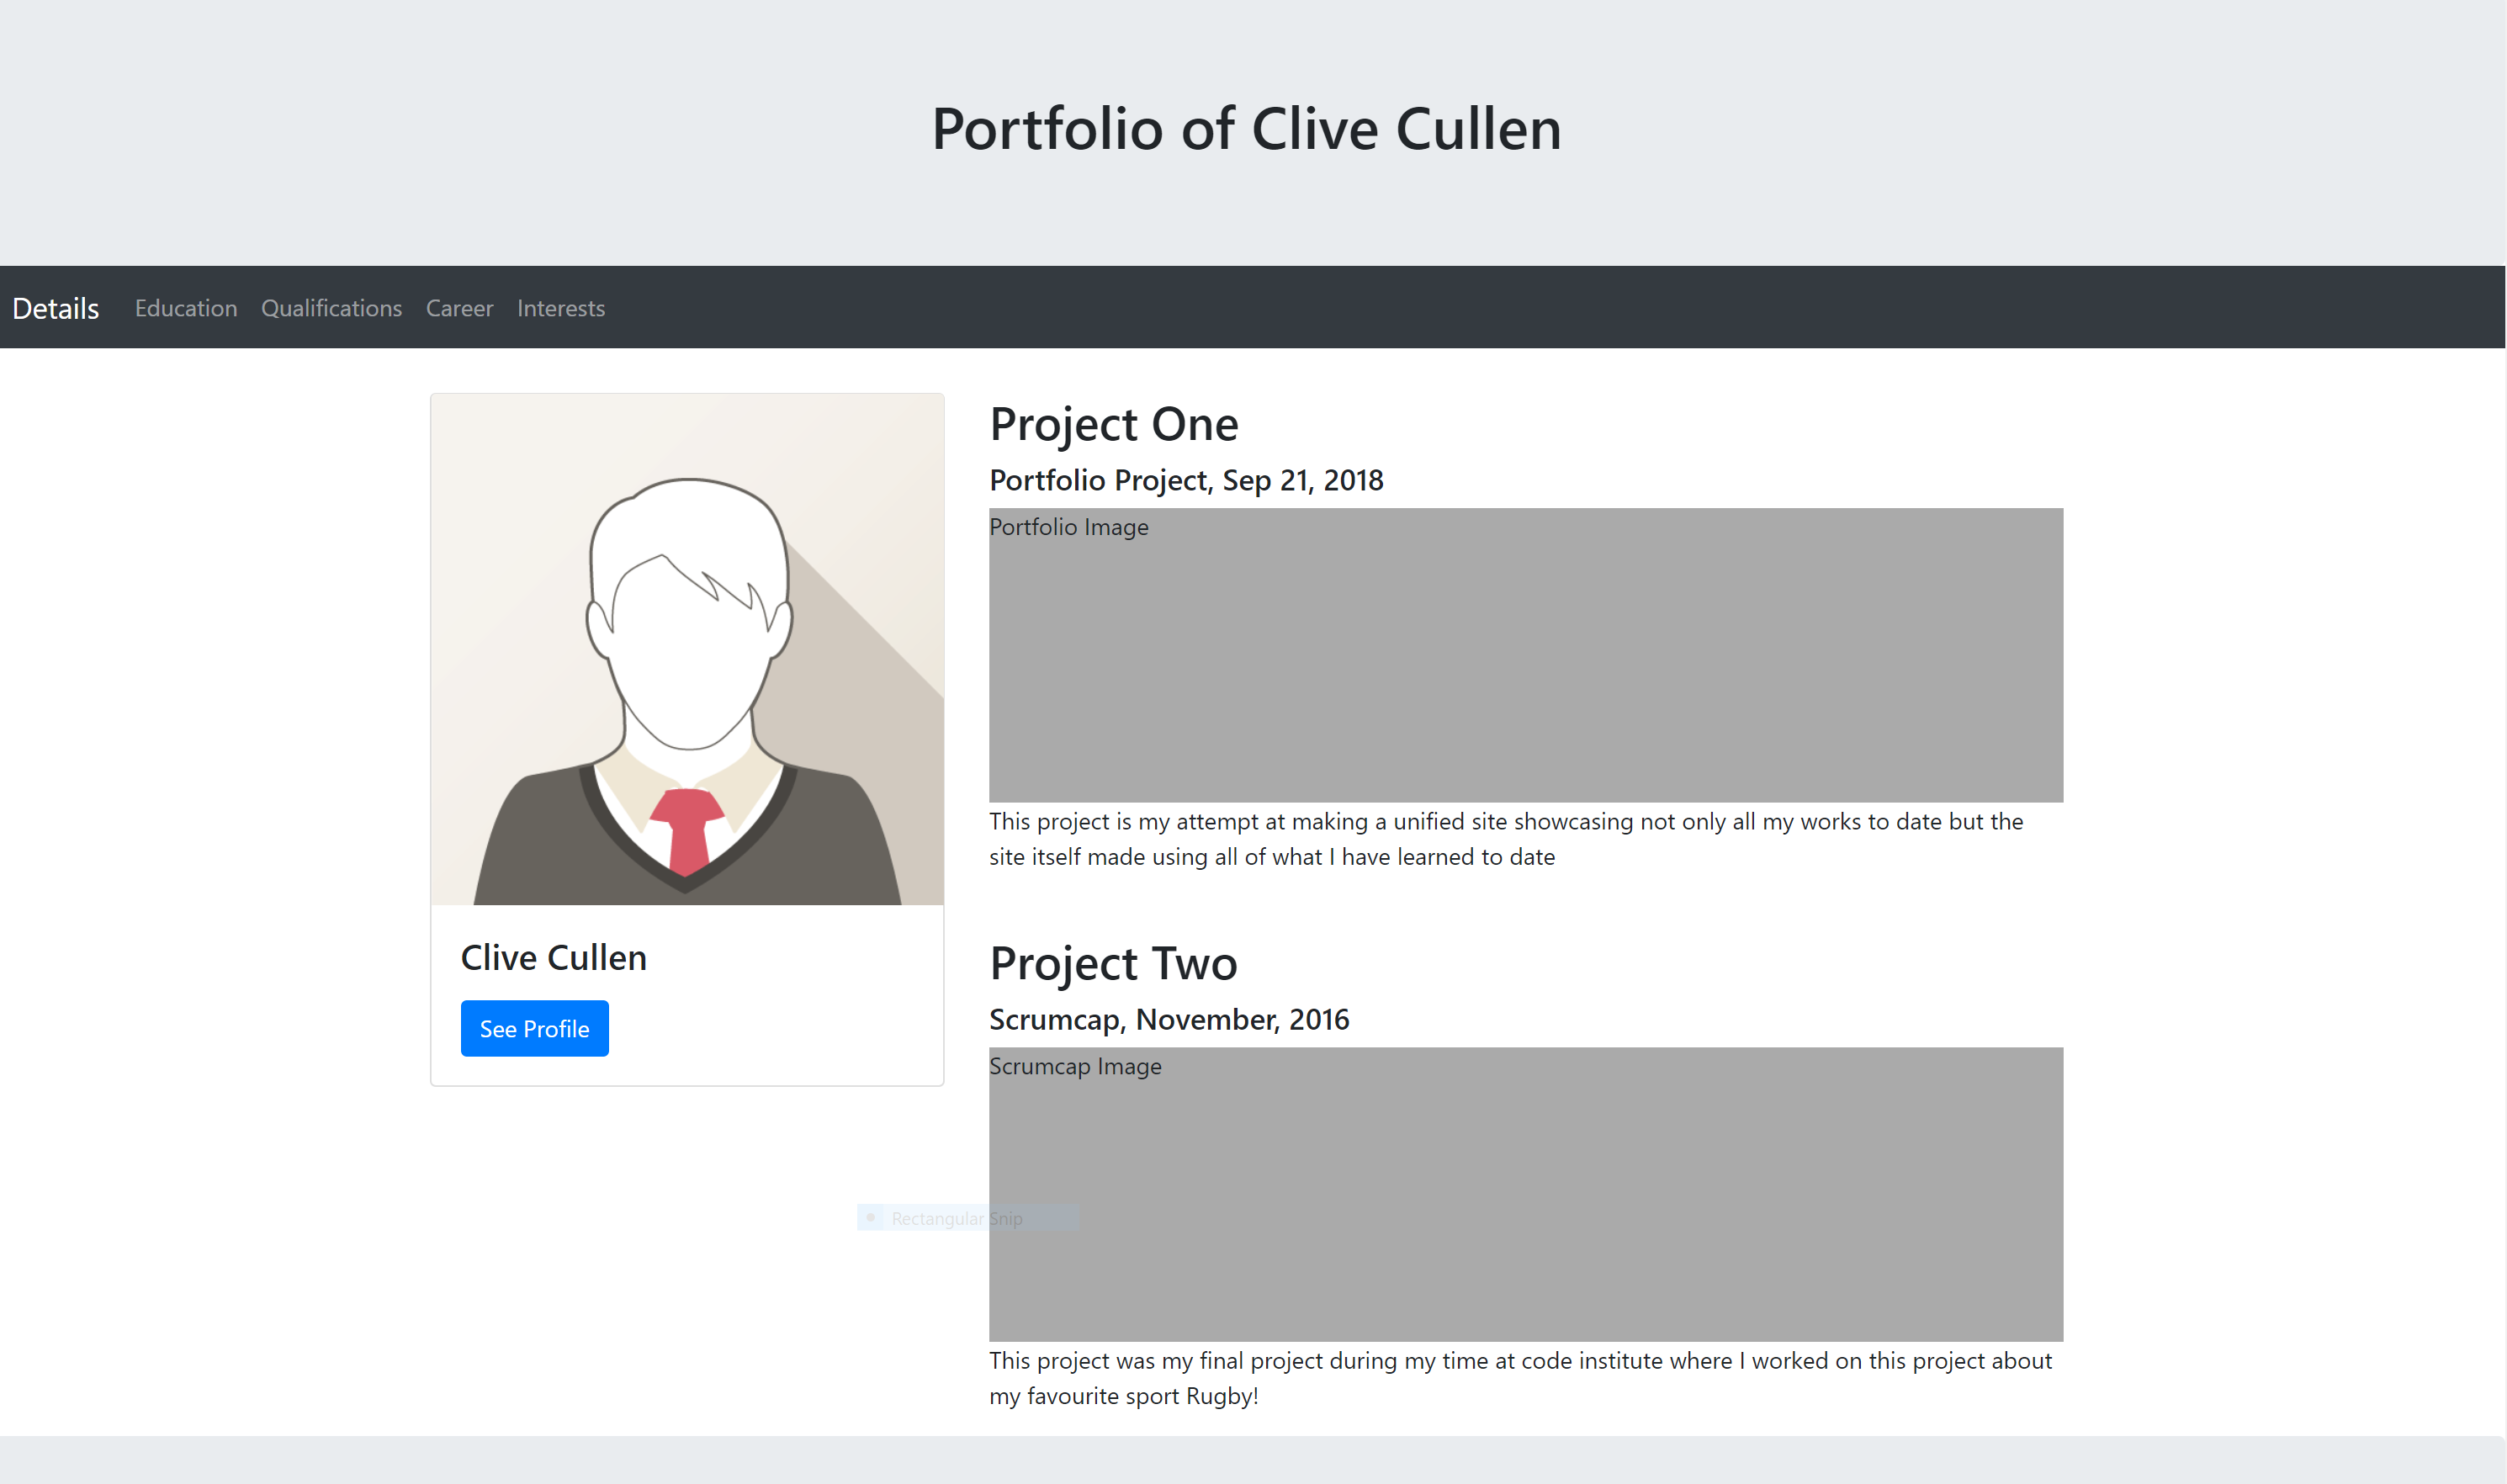 Portfolio of Clive Cullen
Details Education Qualifications Career Interests
Clive Cullen
See Profile
Project One
Portfolio Project, Sep 21, 2018
Portfolio Image
This project is my attempt at making a unified site showcasing not only all my works to date but the
site itself made using all of what I have learned to date
Project Two
Scrumcap, November, 2016
Scrumcap Image
Rectangular Snip
This project was my final project during my time at code institute where I worked on this project about
my favourite sport Rugby!